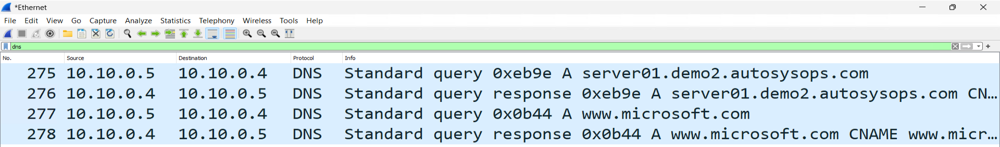 *Ethernet
File Edit View Go Capture Analyze Statistics Telephony Wireless Tools Help
dns
No. Source Destination Protocol Info
275 10.10.0.5 10.10.0.4 DNS Standard query 0xeb9e A server01.demo2.autosysops.com
276 10.10.0.4 10.10.0.5 DNS Standard query response 0xeb9e A server01.demo2.autosysops.com CN…
277 10.10.0.5 10.10.0.4 DNS Standard query 0x0b44 A www.microsoft.com
278 10.10.0.4 10.10.0.5 DNS Standard query response 0x0b44 A www.microsoft.com CNAME www.micr…